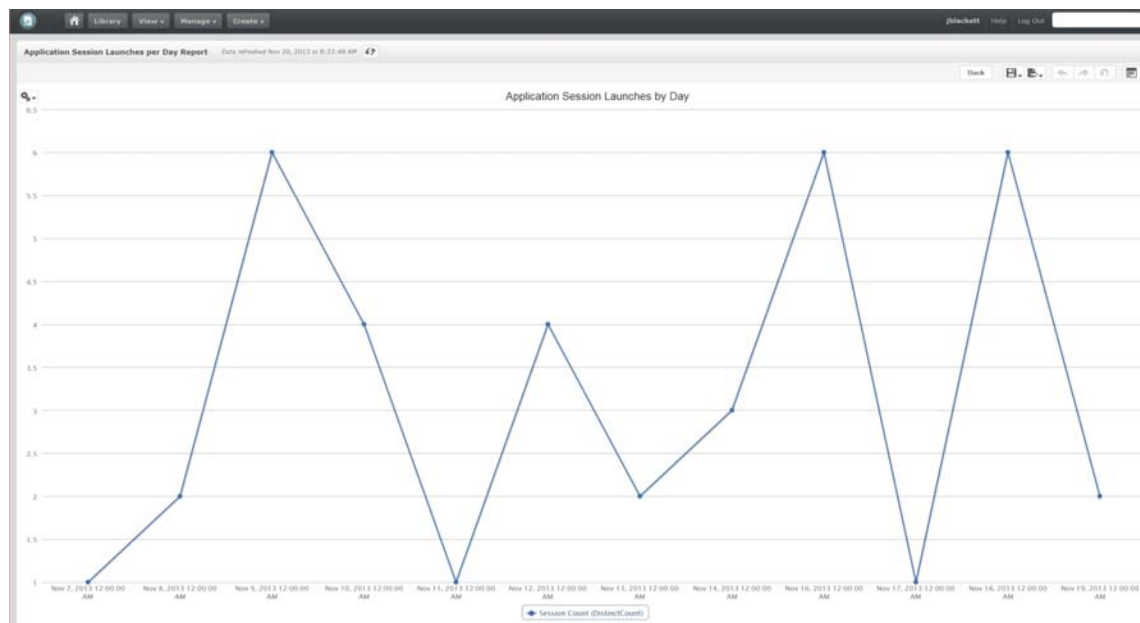 Library View Manage Create jblackett Help Log Out
Application Session Launches per Day Report Data refreshed Nov 20, 2013 at
Application Session Launches by Day
6.5
6
5.5
5
4.5
4
3.5
3
2.5
2
1.5
1
Nov 7, 2013 12:00:00 AM
Nov 8, 2013 12:00:00 AM
Nov 9, 2013 12:00:00 AM
Nov 10, 2013 12:00:00 AM
Nov 11, 2013 12:00:00 AM
Nov 12, 2013 12:00:00 AM
Nov 13, 2013 12:00:00 AM
Nov 14, 2013 12:00:00 AM
Nov 16, 2013 12:00:00 AM
Nov 17, 2013 12:00:00 AM
Nov 18, 2013 12:00:00 AM
Nov 19, 2013 12:00:00 AM
Session Count (DistinctCount)